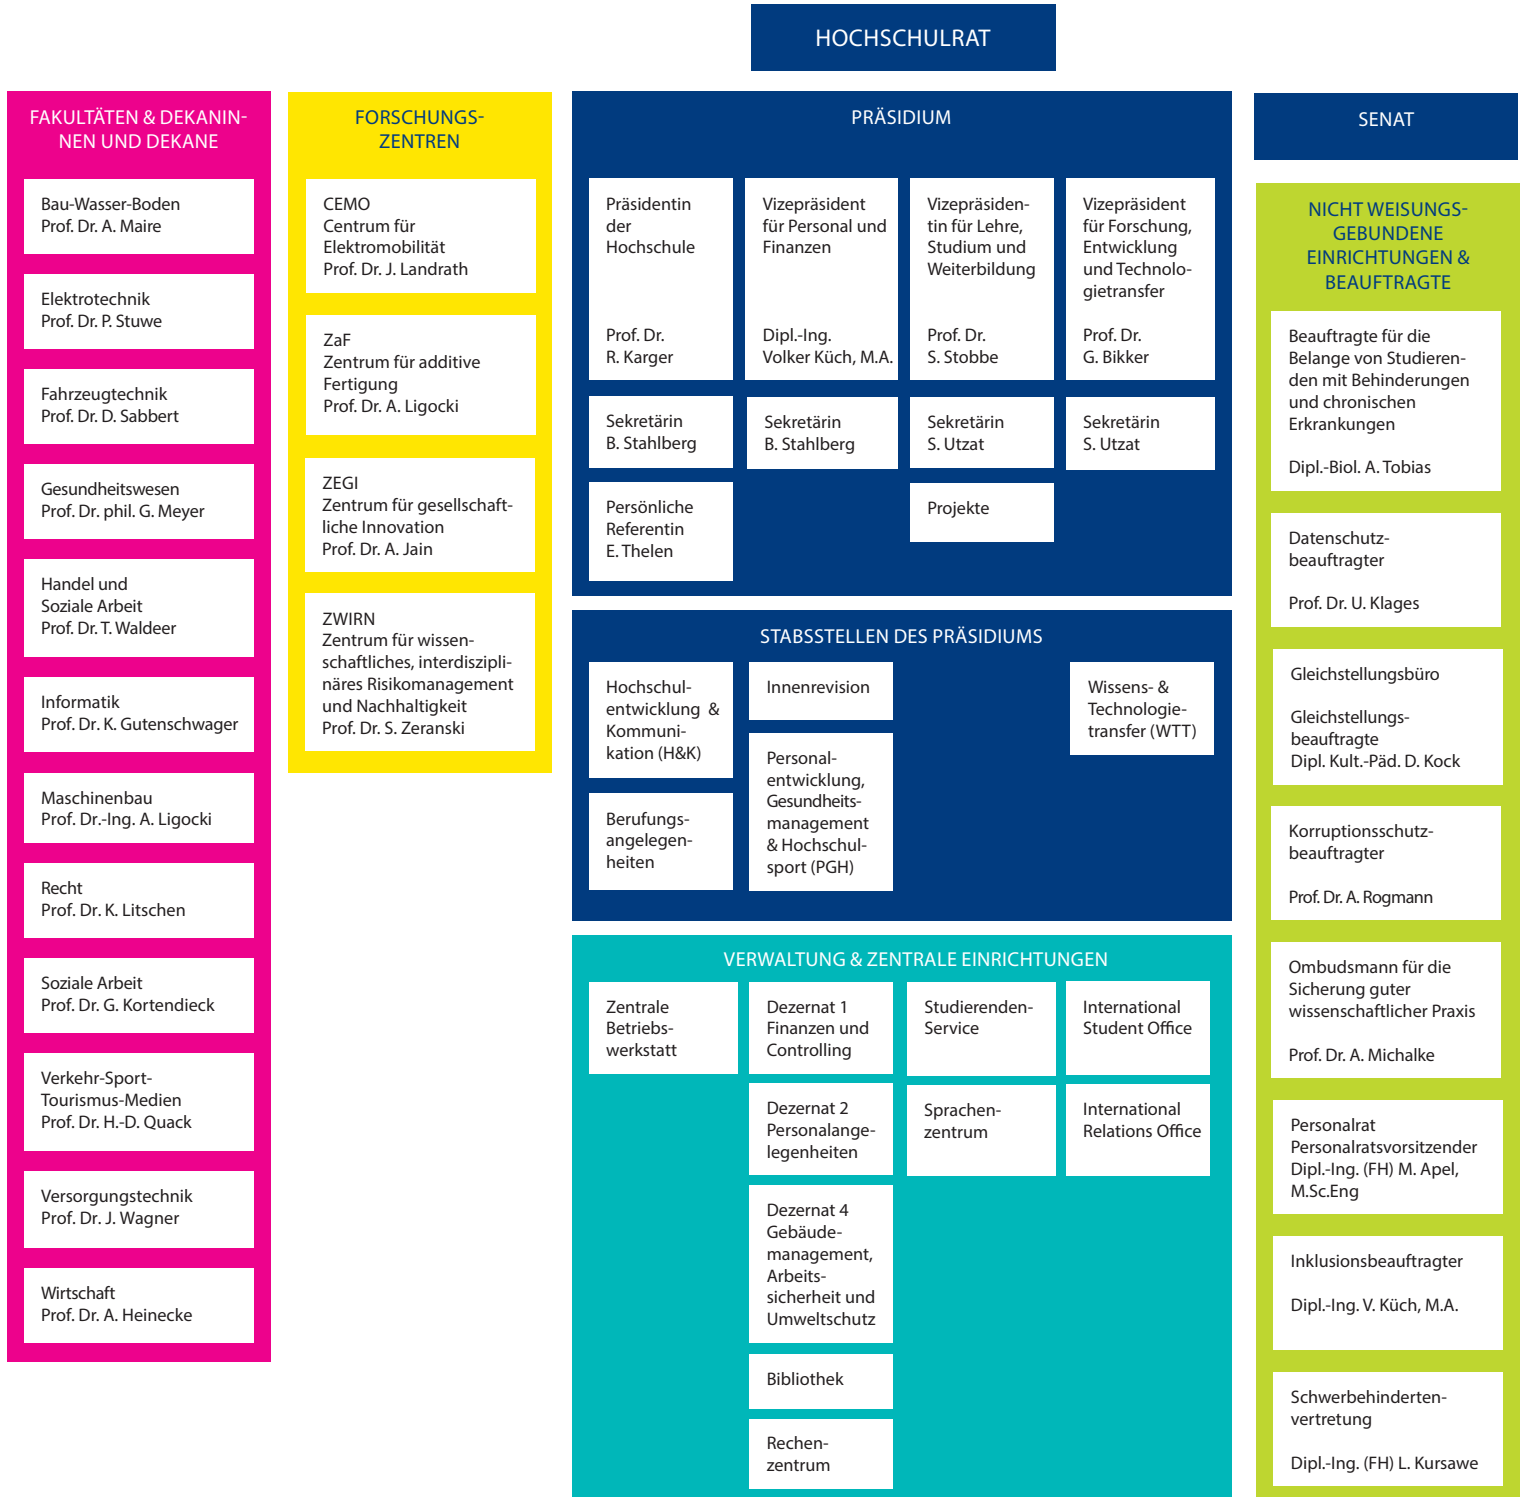 HOCHSCHULRAT
FAKULTÄTEN & DEKANIN-
NEN UND DEKANE
Bau-Wasser-Boden
Prof. Dr. A. Maire
Elektrotechnik
Prof. Dr. P. Stuwe
Fahrzeugtechnik
Prof. Dr. D. Sabbert
Gesundheitswesen
Prof. Dr. phil. G. Meyer
Handel und
Soziale Arbeit
Prof. Dr. T. Waldeer
Informatik
Prof. Dr. K. Gutenschwager
Maschinenbau
Prof. Dr.-Ing. A. Ligocki
Recht
Prof. Dr. K. Litschen
Soziale Arbeit
Prof. Dr. G. Kortendieck
Verkehr-Sport-
Tourismus-Medien
Prof. Dr. H.-D. Quack
Versorgungstechnik
Prof. Dr. J. Wagner
Wirtschaft
Prof. Dr. A. Heinecke
FORSCHUNGS-
ZENTREN
CEMO
Centrum für
Elektromobilität
Prof. Dr. J. Landrath
ZaF
Zentrum für additive
Fertigung
Prof. Dr. A. Ligocki
ZEGI
Zentrum für gesellschaft-
liche Innovation
Prof. Dr. A. Jain
ZWIRN
Zentrum für wissen-
schaftliches, interdiszipli-
näres Risikomanagement
und Nachhaltigkeit
Prof. Dr. S. Zeranski
PRÄSIDIUM
Präsidentin
der
Hochschule
Prof. Dr.
R. Karger
Vizepräsident
für Personal und
Finanzen
Dipl.-Ing.
Volker Küch, M.A.
Vizepräsiden-
tin für Lehre,
Studium und
Weiterbildung
Prof. Dr.
S. Stobbe
Vizepräsident
für Forschung,
Entwicklung
und Technolo-
gietransfer
Prof. Dr.
G. Bikker
Sekretärin
B. Stahlberg
Sekretärin
B. Stahlberg
Sekretärin
S. Utzat
Sekretärin
S. Utzat
Persönliche
Referentin
E. Thelen
Projekte
STABSSTELLEN DES PRÄSIDIUMS
Hochschul-
entwicklung &
Kommuni-
kation (H&K)
Berufungs-
angelegen-
heiten
Innenrevision
Personal-
entwicklung,
Gesundheits-
management
& Hochschul-
sport (PGH)
Wissens- &
Technologie-
transfer (WTT)
VERWALTUNG & ZENTRALE EINRICHTUNGEN
Zentrale
Betriebs-
werkstatt
Dezernat 1
Finanzen und
Controlling
Dezernat 2
Personalange-
legenheiten
Dezernat 4
Gebäude-
management,
Arbeits-
sicherheit und
Umweltschutz
Bibliothek
Rechen-
zentrum
Studierenden-
Service
Sprachen-
zentrum
International
Student Office
International
Relations Office
SENAT
NICHT WEISUNGS-
GEBUNDENE
EINRICHTUNGEN &
BEAUFTRAGTE
Beauftragte für die
Belange von Studieren-
den mit Behinderungen
und chronischen
Erkrankungen
Dipl.-Biol. A. Tobias
Datenschutz-
beauftragter
Prof. Dr. U. Klages
Gleichstellungsbüro
Gleichstellungs-
beauftragte
Dipl. Kult.-Päd. D. Kock
Korruptionsschutz-
beauftragter
Prof. Dr. A. Rogmann
Ombudsmann für die
Sicherung guter
wissenschaftlicher Praxis
Prof. Dr. A. Michalke
Personalrat
Personalratsvorsitzender
Dipl.-Ing. (FH) M. Apel,
M.Sc.Eng
Inklusionsbeauftragter
Dipl.-Ing. V. Küch, M.A.
Schwerbehinderten-
vertretung
Dipl.-Ing. (FH) L. Kursawe